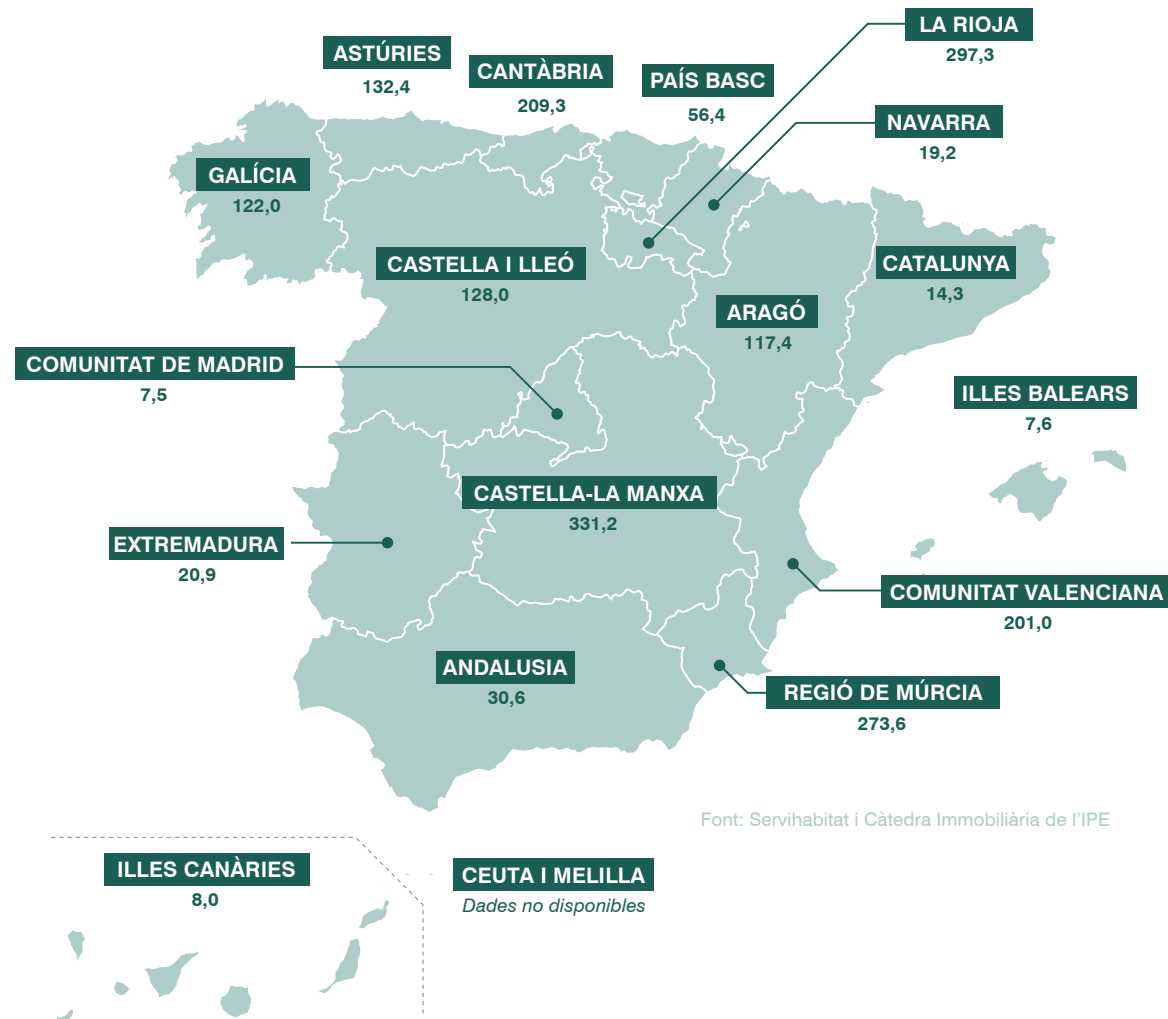 LA RIOJA
297,3
ASTÚRIES
132,4
CANTÀBRIA
209,3
PAÍS BASC
56,4
NAVARRA
19,2
GALÍCIA
122,0
CASTELLA I LLEÓ
128,0
CATALUNYA
14,3
ARAGÓ
117,4
COMUNITAT DE MADRID
7,5
ILLES BALEARS
7,6
CASTELLA-LA MANXA
331,2
EXTREMADURA
20,9
COMUNITAT VALENCIANA
201,0
ANDALUSIA
30,6
REGIÓ DE MÚRCIA
273,6
Font: Servihabitat i Càtedra Immobiliària de l’IPE
ILLES CANÀRIES
8,0
CEUTA I MELILLA
Dades no disponibles